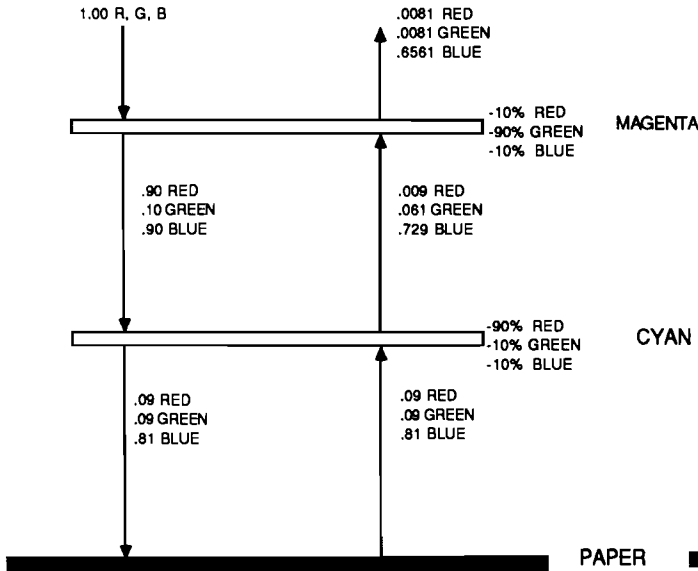 1.00 R, G, B
.0081 RED
.0081 GREEN
.6561 BLUE
-10% RED
-90% GREEN
-10% BLUE
MAGENTA
.90 RED
.10 GREEN
.90 BLUE
.009 RED
.061 GREEN
.729 BLUE
-90% RED
-10% GREEN
-10% BLUE
CYAN
.09 RED
.09 GREEN
.81 BLUE
.09 RED
.09 GREEN
.81 BLUE
PAPER